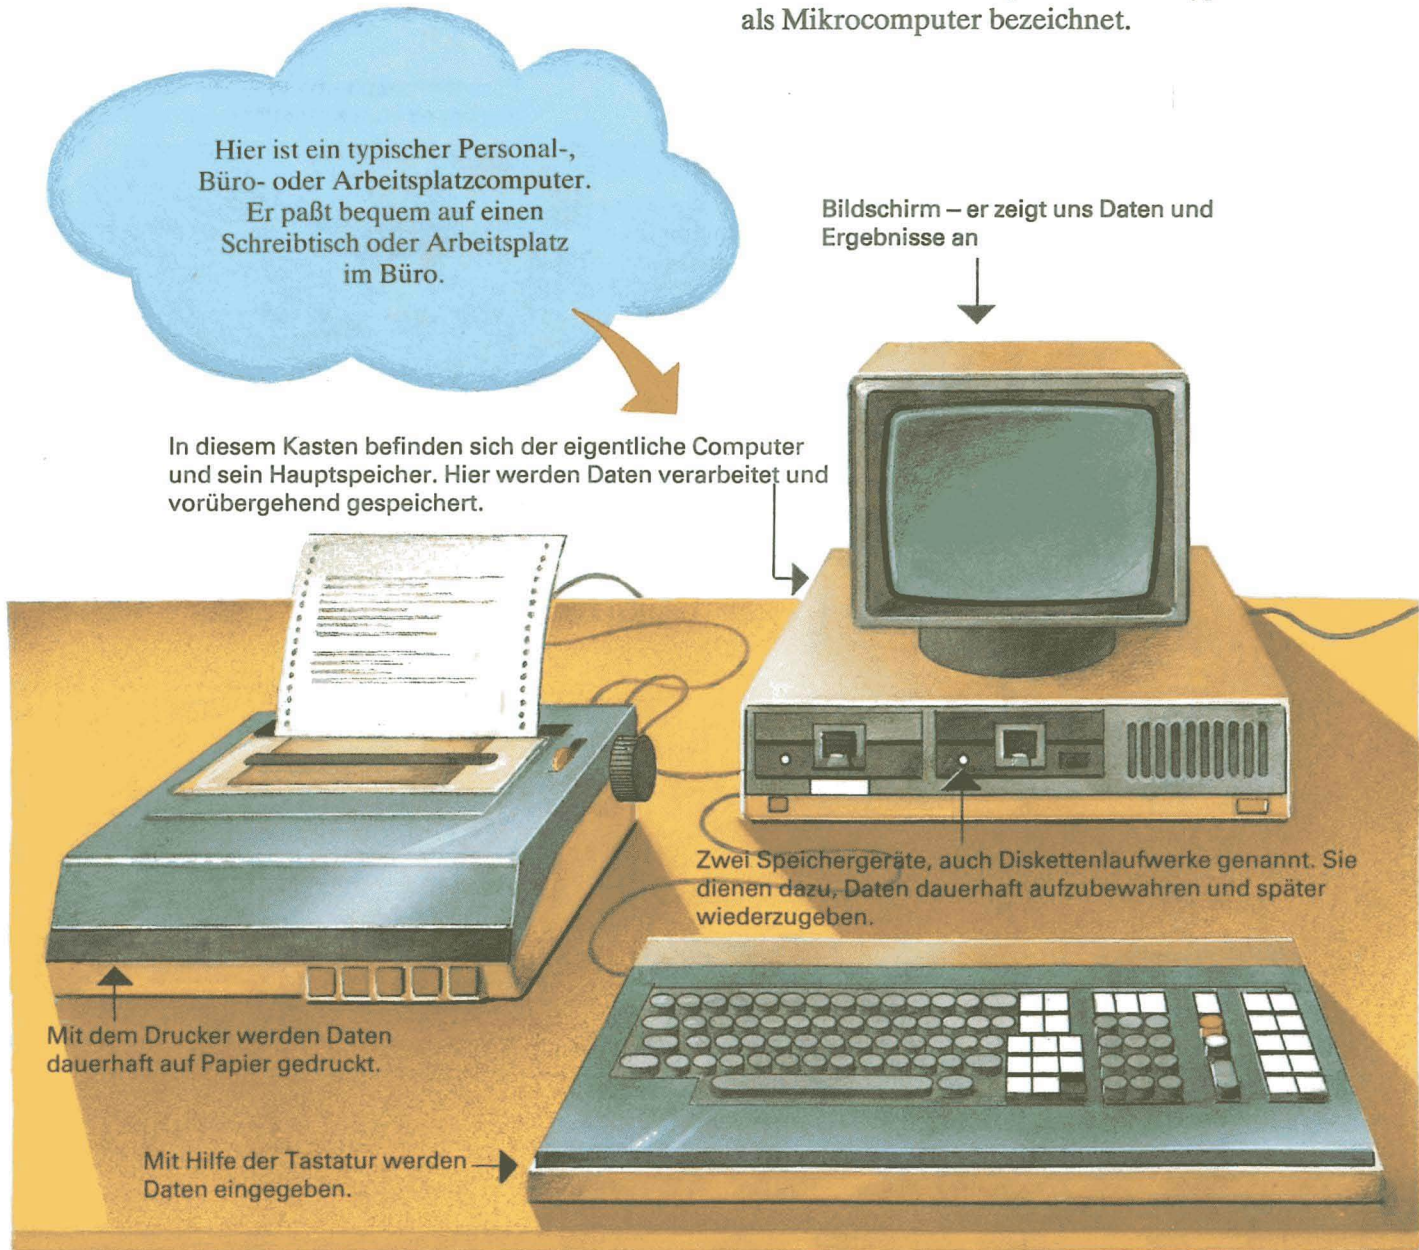 als Mikrocomputer bezeichnet.
Hier ist ein typischer Personal-,
Büro- oder Arbeitsplatzcomputer.
Er paßt bequem auf einen
Schreibtisch oder Arbeitsplatz
im Büro.
Bildschirm – er zeigt uns Daten und
Ergebnisse an
In diesem Kasten befinden sich der eigentliche Computer
und sein Hauptspeicher. Hier werden Daten verarbeitet und
vorübergehend gespeichert.
Zwei Speichergeräte, auch Diskettenlaufwerke genannt. Sie
dienen dazu, Daten dauerhaft aufzubewahren und später
wiederzugeben.
Mit dem Drucker werden Daten
dauerhaft auf Papier gedruckt.
Mit Hilfe der Tastatur werden
Daten eingegeben.